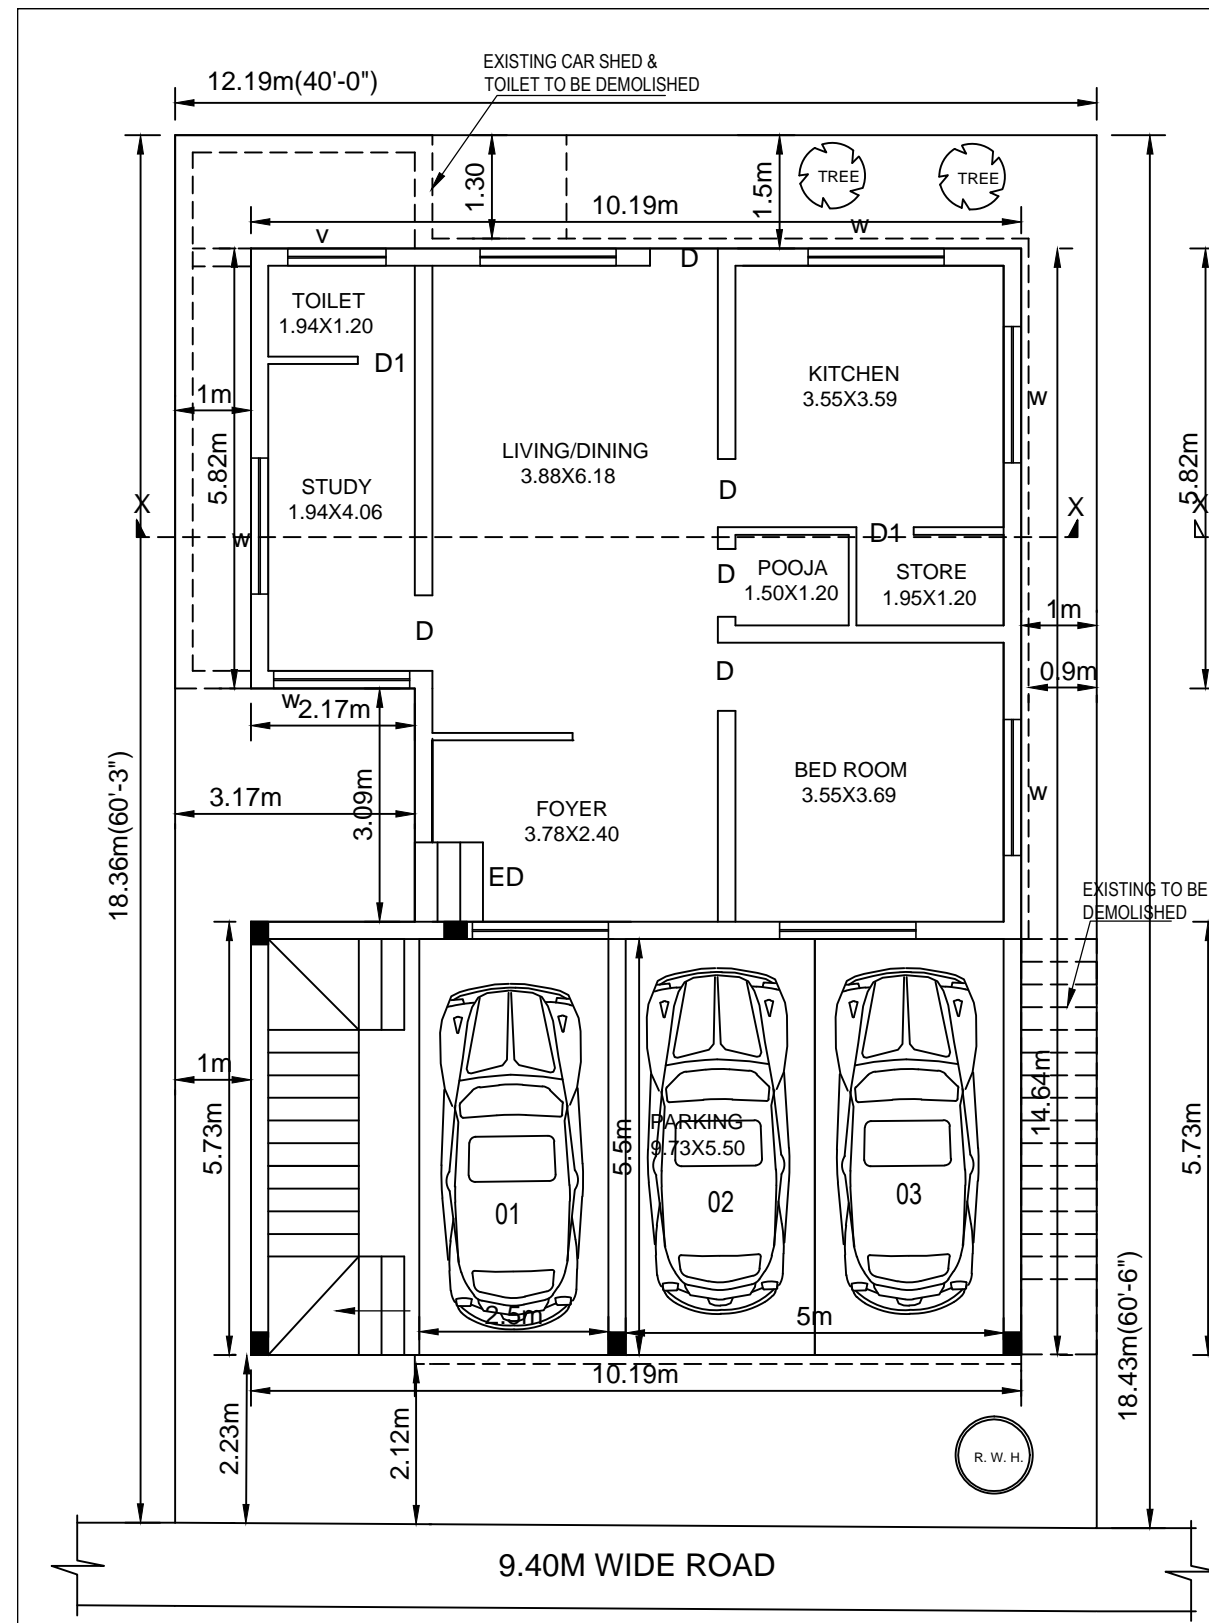 EXISTING CAR SHED &
TOILET TO BE DEMOLISHED
12.19m(40'-0")
1.30
1.5m
TREE
TREE
10.19m
v
w
D
TOILET
1.94X1.20
D1
KITCHEN
3.55X3.59
1m
w
5.82m
5.82m
LIVING/DINING
3.88X6.18
STUDY
1.94X4.06
D
X
X
X
w
D1
POOJA
1.50X1.20
D
STORE
1.95X1.20
1m
D
D
0.9m
w
2.17m
18.36m(60'-3")
3.17m
3.09m
BED ROOM
3.55X3.69
w
FOYER
3.78X2.40
ED
EXISTING TO BE
DEMOLISHED
1m
5.73m
14.64m
5.73m
5.5m
PARKING
9.73X5.50
01
02
03
2.5m
5m
10.19m
18.43m(60'-6")
2.23m
2.12m
R. W. H.
9.40M WIDE ROAD